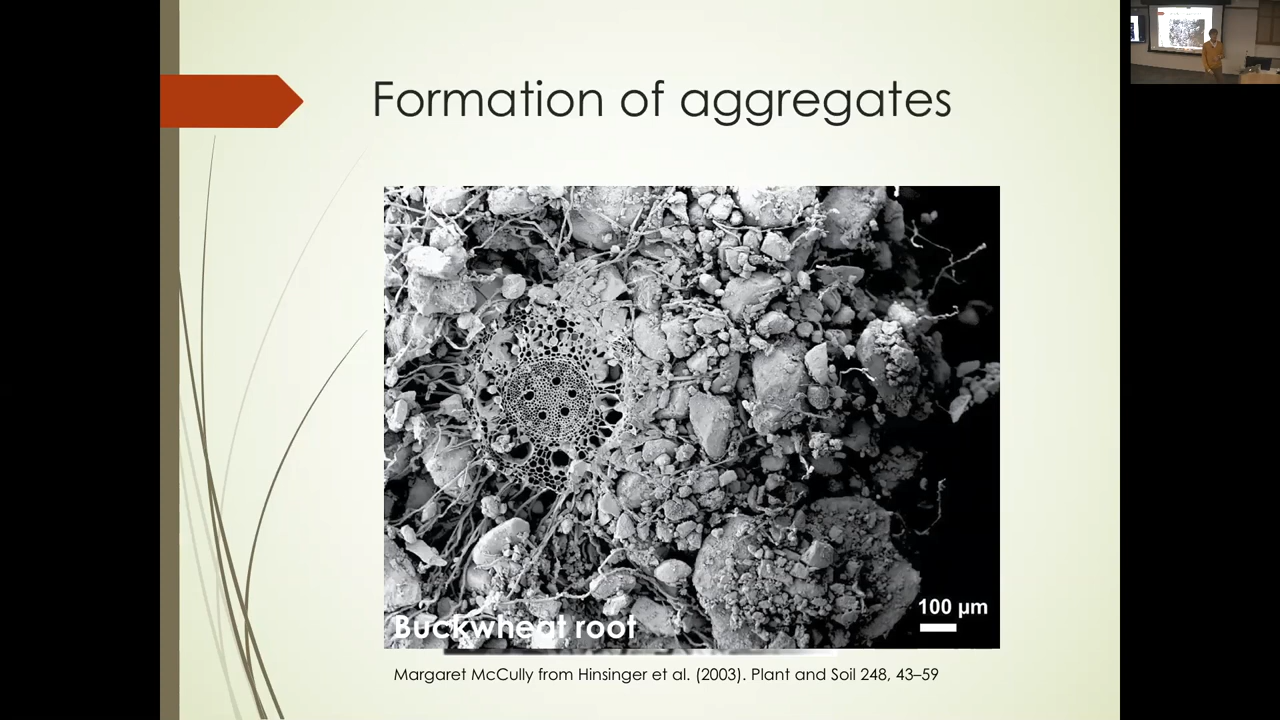 Formation of aggregates
100 µm
Buckwheat root
Margaret McCully from Hinsinger et al. (2003). Plant and Soil 248, 43–59